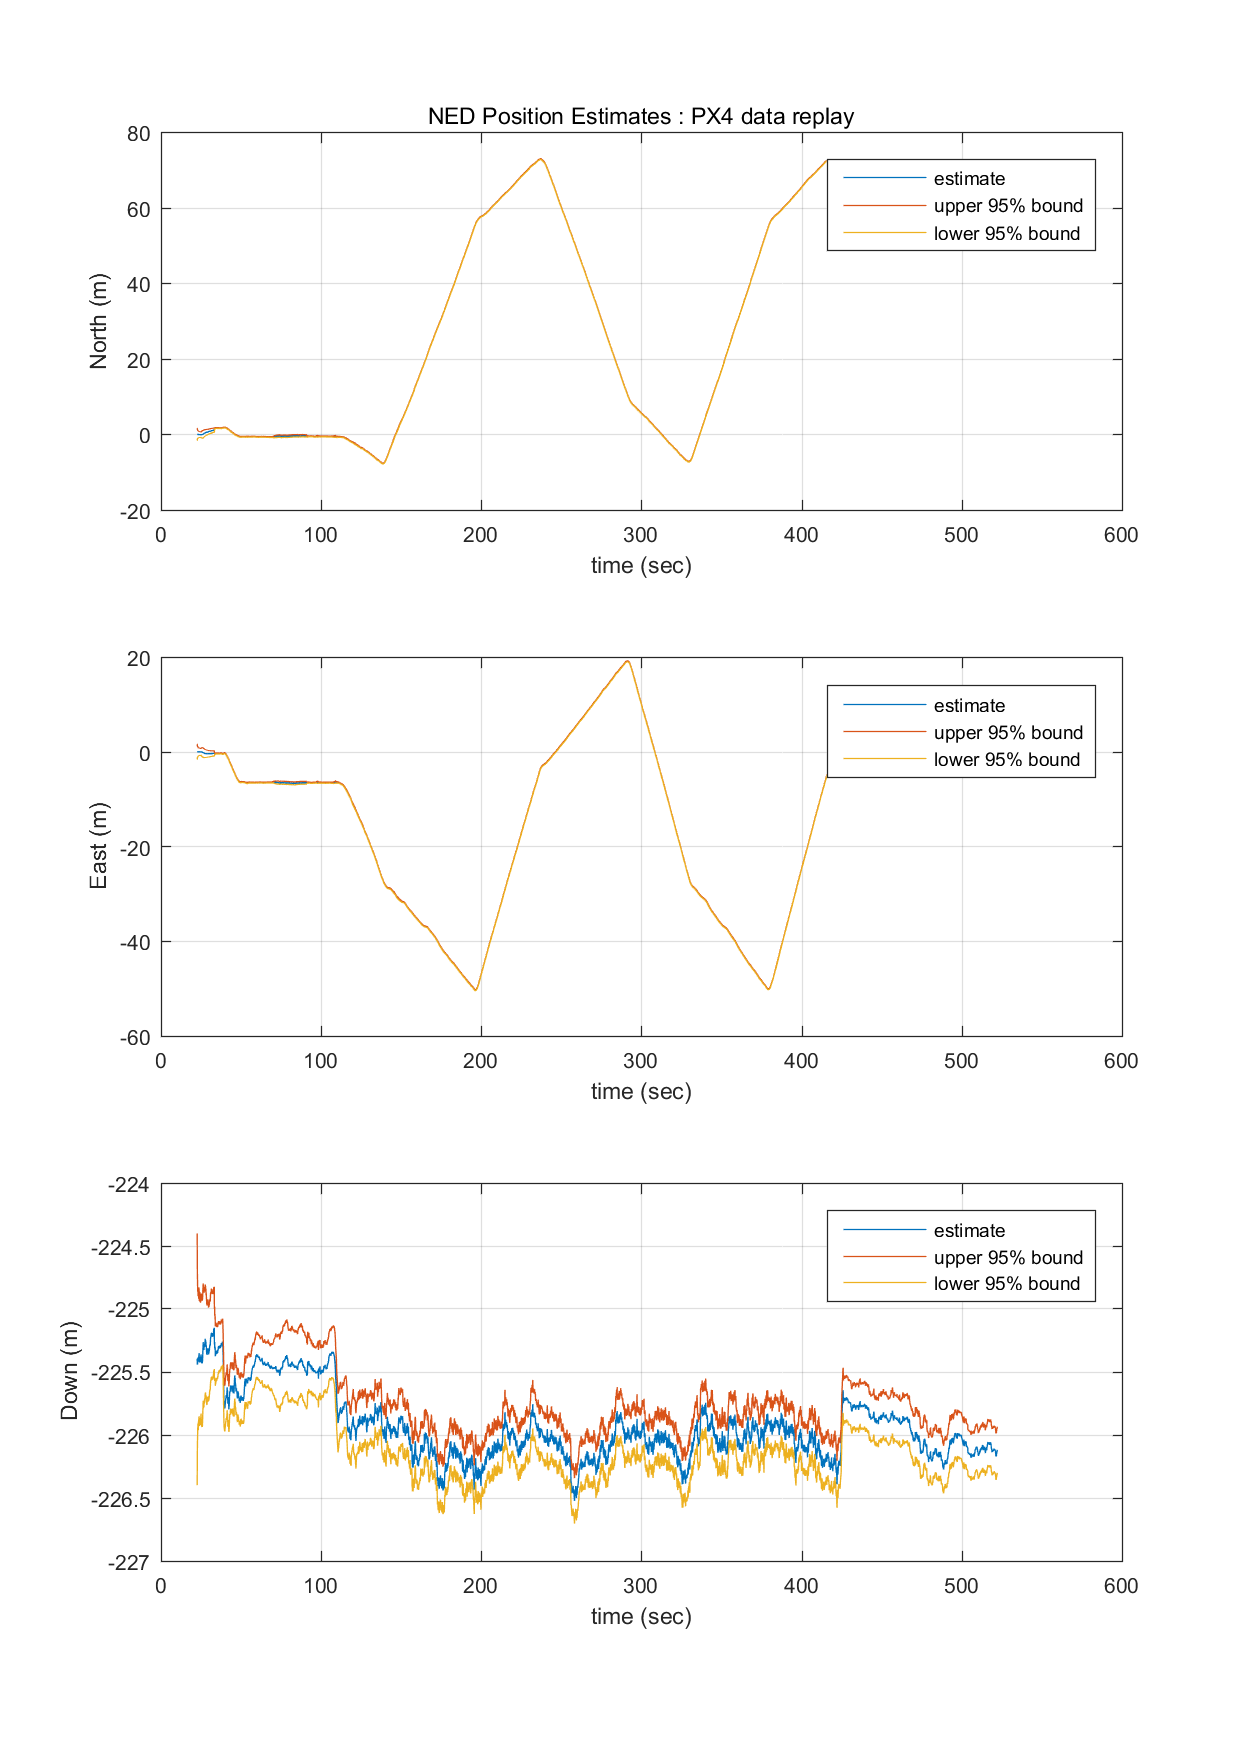 NED Position Estimates : PX4 data replay
80
60
40
20
0
-20
North (m)
0 100 200 300 400 500 600
time (sec)
estimate
upper 95% bound
lower 95% bound
20
0
-20
-40
-60
East (m)
0 100 200 300 400 500 600
time (sec)
estimate
upper 95% bound
lower 95% bound
-224
-224.5
-225
-225.5
-226
-226.5
-227
Down (m)
0 100 200 300 400 500 600
time (sec)
estimate
upper 95% bound
lower 95% bound